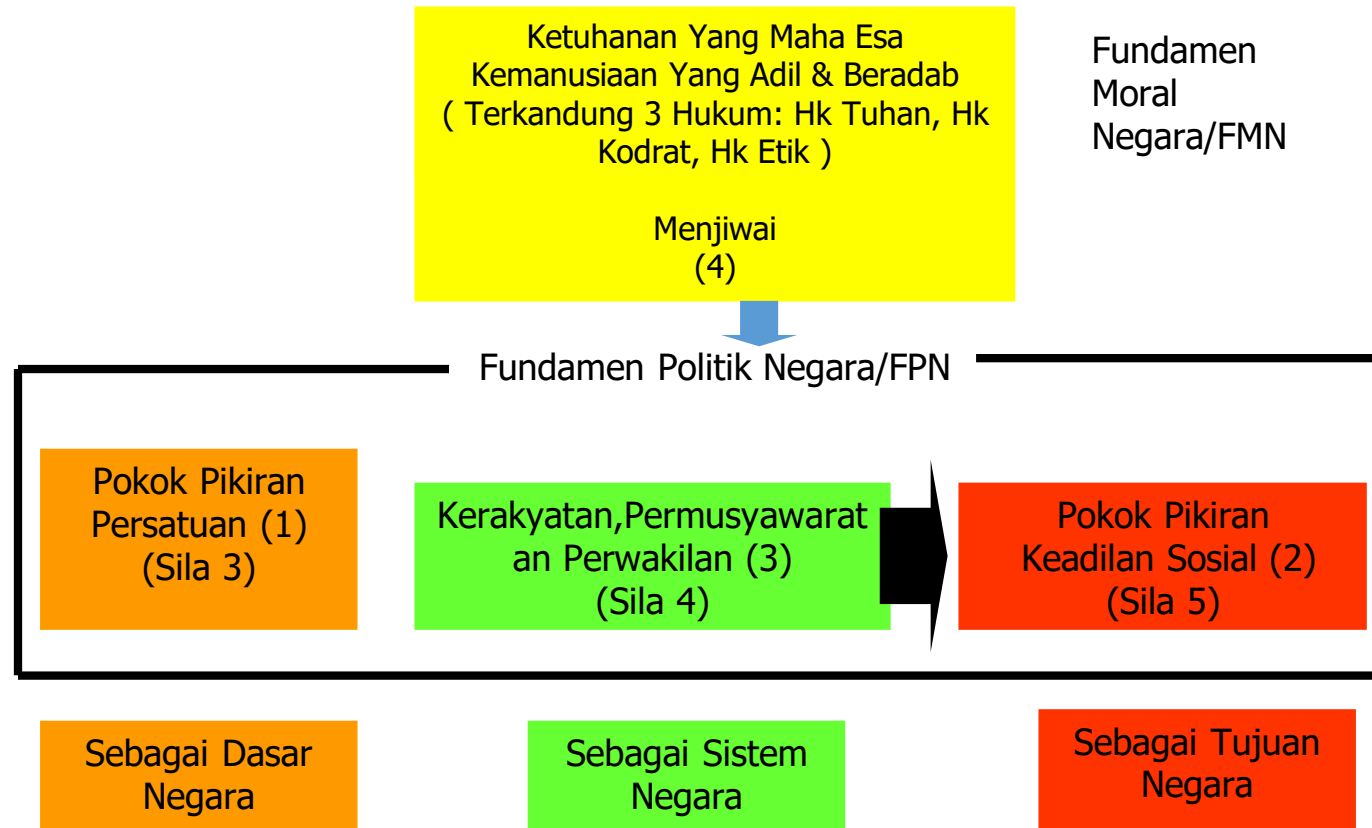 Ketuhanan Yang Maha Esa
Kemanusiaan Yang Adil & Beradab
( Terkandung 3 Hukum: Hk Tuhan, Hk
Kodrat, Hk Etik )
Menjiwai
(4)
Fundamen
Moral
Negara/FMN
Fundamen Politik Negara/FPN
Pokok Pikiran
Persatuan (1)
(Sila 3)
Kerakyatan,Permusyawarat
an Perwakilan (3)
(Sila 4)
Pokok Pikiran
Keadilan Sosial (2)
(Sila 5)
Sebagai Dasar
Negara
Sebagai Sistem
Negara
Sebagai Tujuan
Negara